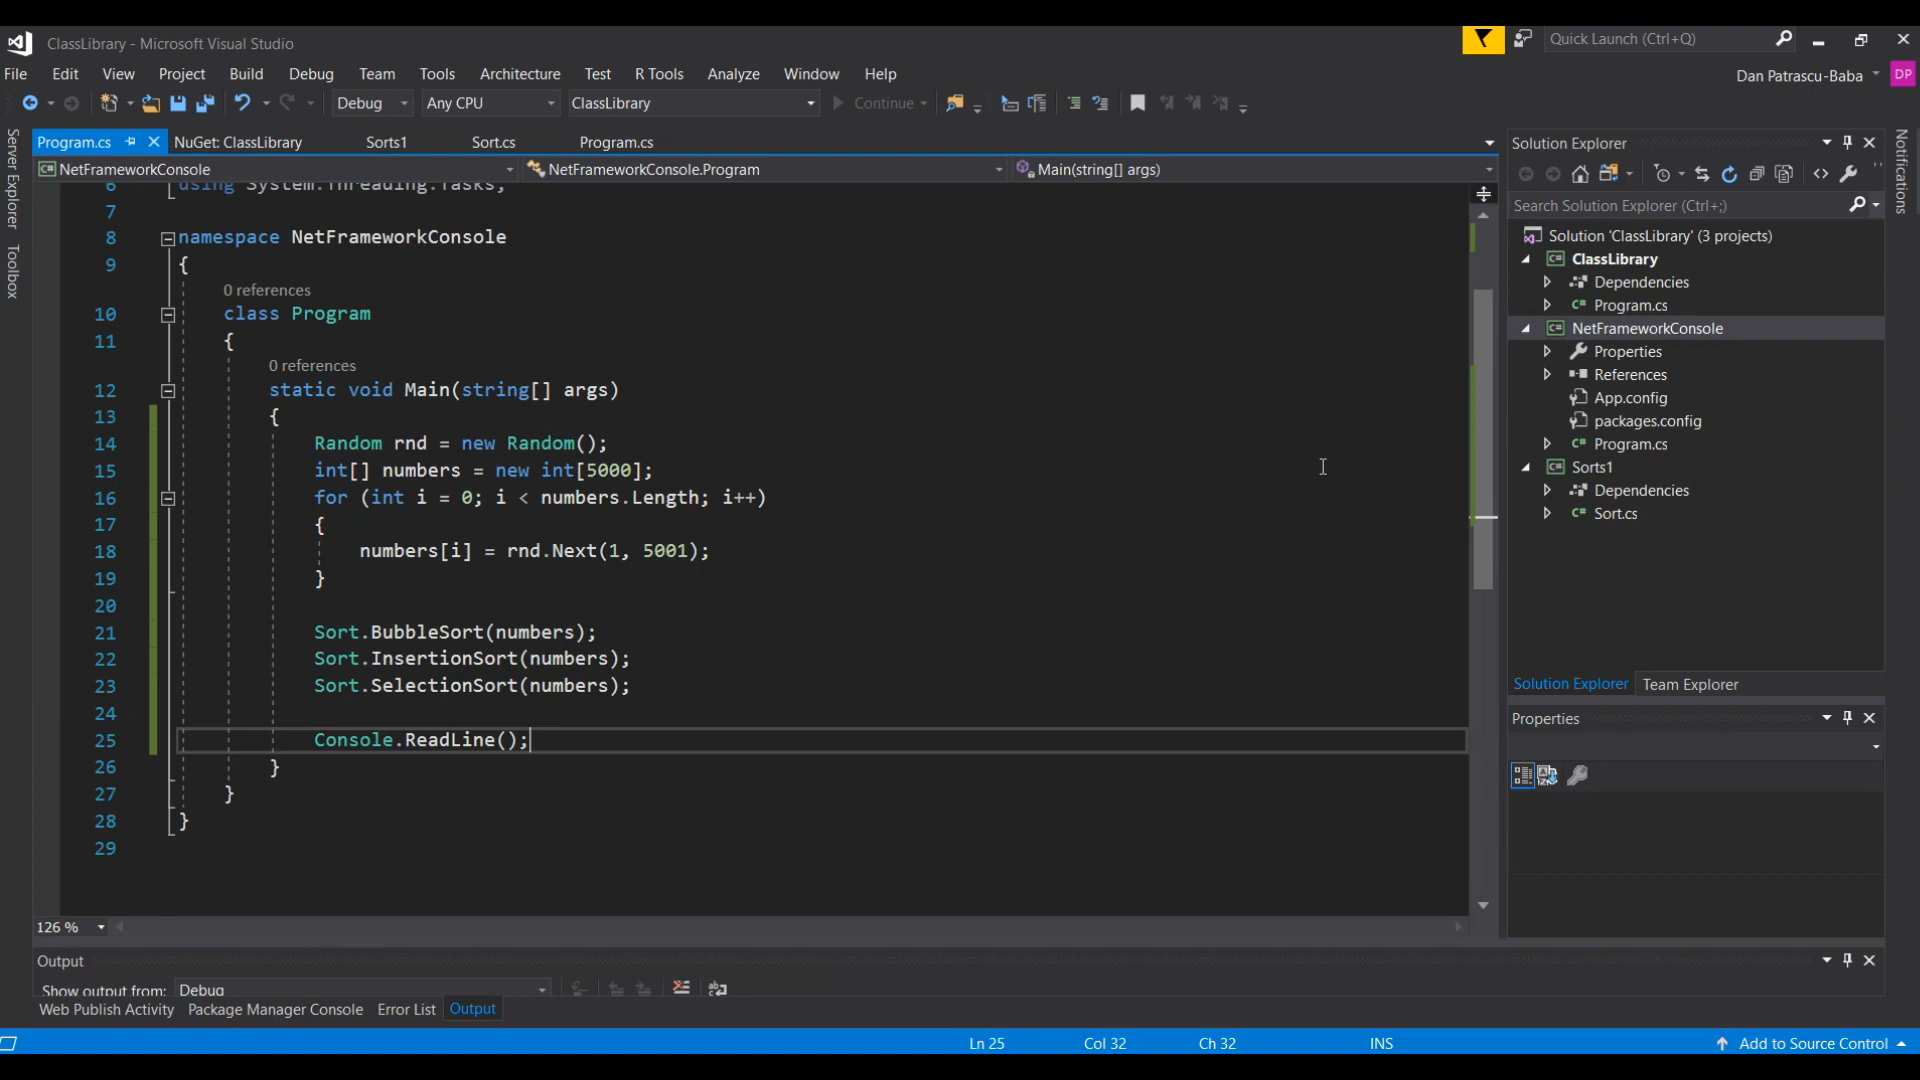 ClassLibrary - Microsoft Visual Studio
Quick Launch (Ctrl+Q)
File Edit View Project Build Debug Team Tools Architecture Test R Tools Analyze Window Help
Dan Patrascu-Baba DP
Debug Any CPU ClassLibrary Continue
Server Explorer
Toolbox
Program.cs NuGet: ClassLibrary Sorts1 Sort.cs Program.cs
NetFrameworkConsole NetFrameworkConsole.Program Main(string[] args)
6 using System.Threading.Tasks;
7
8 namespace NetFrameworkConsole
9 {
0 references
10 class Program
11 {
0 references
12 static void Main(string[] args)
13 {
14 Random rnd = new Random();
15 int[] numbers = new int[5000];
16 for (int i = 0; i < numbers.Length; i++)
17 {
18 numbers[i] = rnd.Next(1, 5001);
19 }
20
21 Sort.BubbleSort(numbers);
22 Sort.InsertionSort(numbers);
23 Sort.SelectionSort(numbers);
24
25 Console.ReadLine();
26 }
27 }
28 }
29
126 %
Solution Explorer
Search Solution Explorer (Ctrl+;)
Solution 'ClassLibrary' (3 projects)
C# ClassLibrary
Dependencies
C# Program.cs
C# NetFrameworkConsole
Properties
References
App.config
packages.config
C# Program.cs
C# Sorts1
Dependencies
C# Sort.cs
Solution Explorer Team Explorer
Properties
Notifications
Output
Show output from: Debug
Web Publish Activity Package Manager Console Error List Output
Ln 25 Col 32 Ch 32 INS Add to Source Control